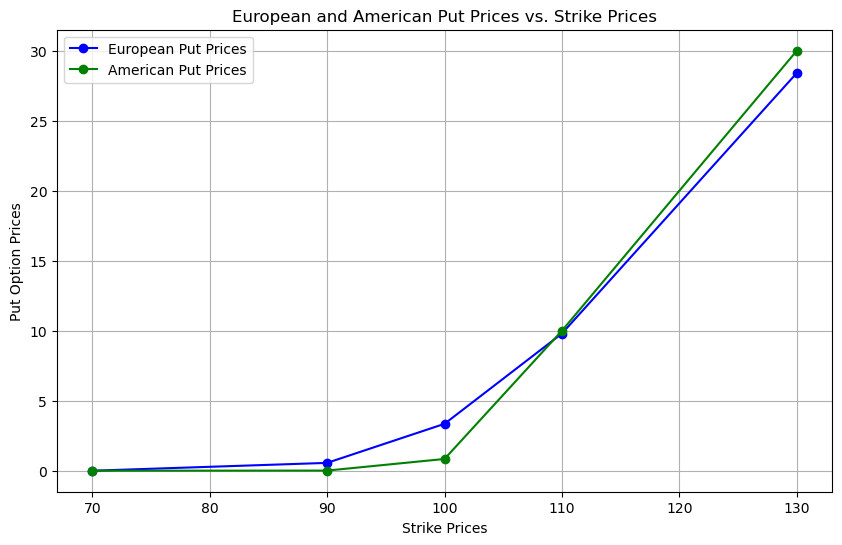 European and American Put Prices vs. Strike Prices
European Put Prices
American Put Prices
30
25
20
15
10
5
0
Put Option Prices
70 80 90 100 110 120 130
Strike Prices